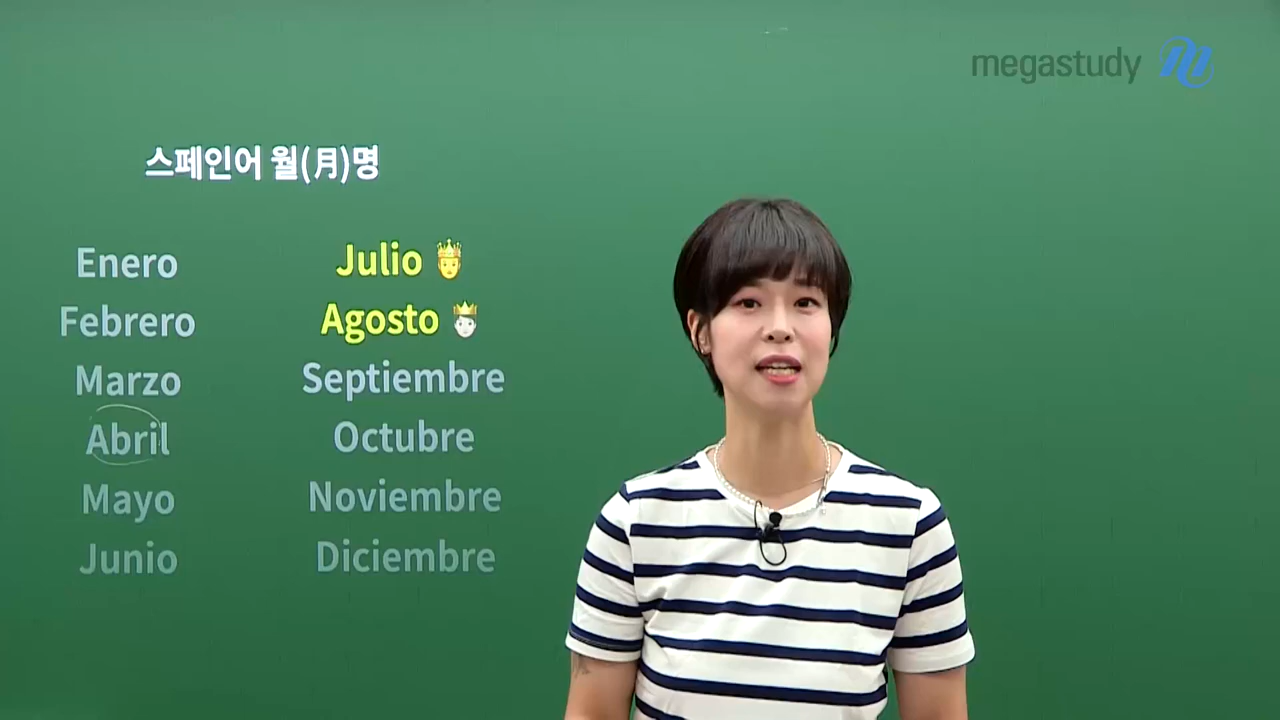 megastudy
스페인어 월(月)명
Enero
Febrero
Marzo
Abril
Mayo
Junio
Julio
Agosto
Septiembre
Octubre
Noviembre
Diciembre